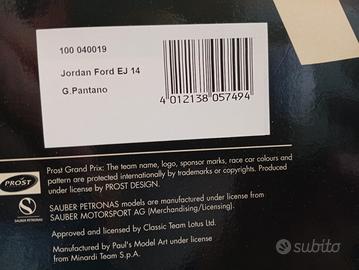 100 040019
Jordan Ford EJ 14
G.Pantano
4 012138 057494
Prost Grand Prix: The team name, logo, sponsor marks, race car colours and
pattern are protected internationally by trademarks or copyrights. Produced
under license by PROST DESIGN.
PROST
SAUBER PETRONAS models are manufactured under license from
SAUBER MOTORSPORT AG (Merchandising/Licensing).
SAUBER PETRONAS
Approved and licensed by Classic Team Lotus Ltd.
Manufactured by Paul's Model Art under license
from Minardi Team S.p.A.
subito